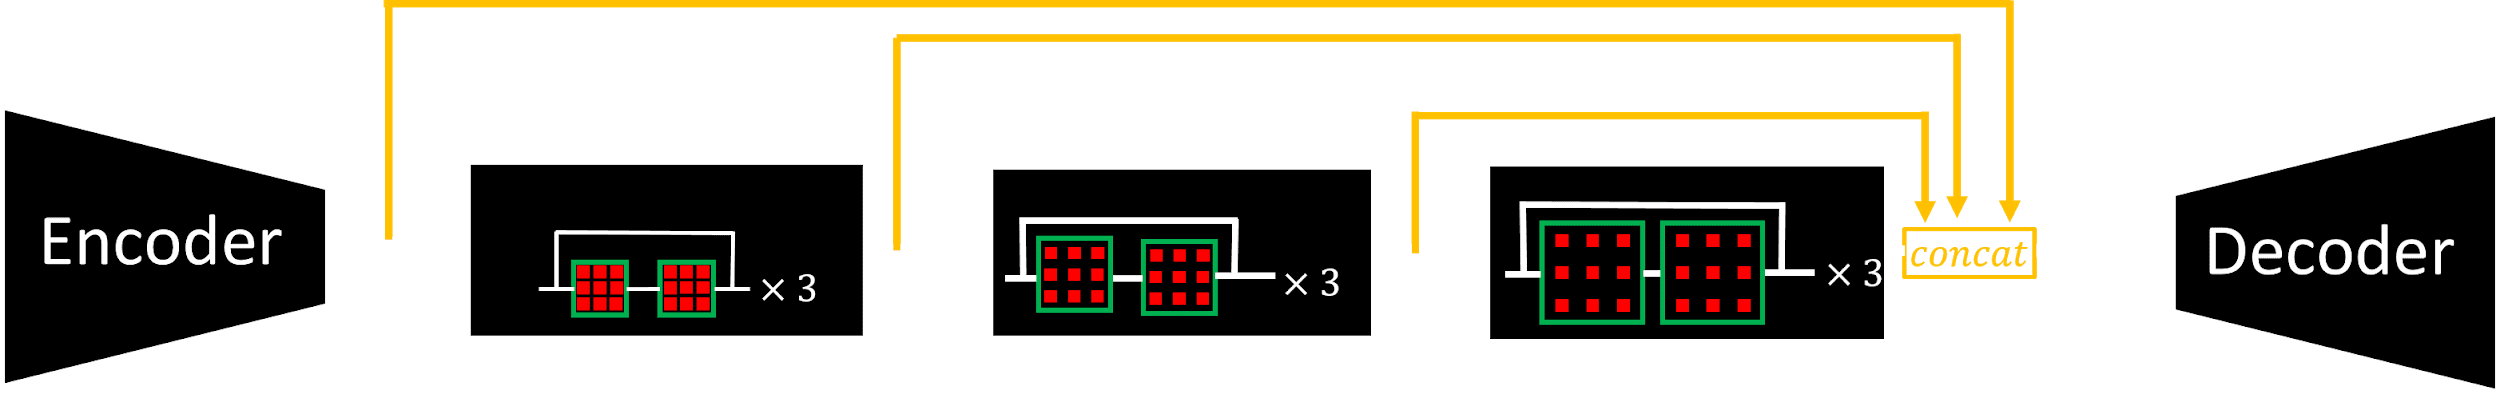 Encoder
× 3
× 3
× 3
concat
Decoder